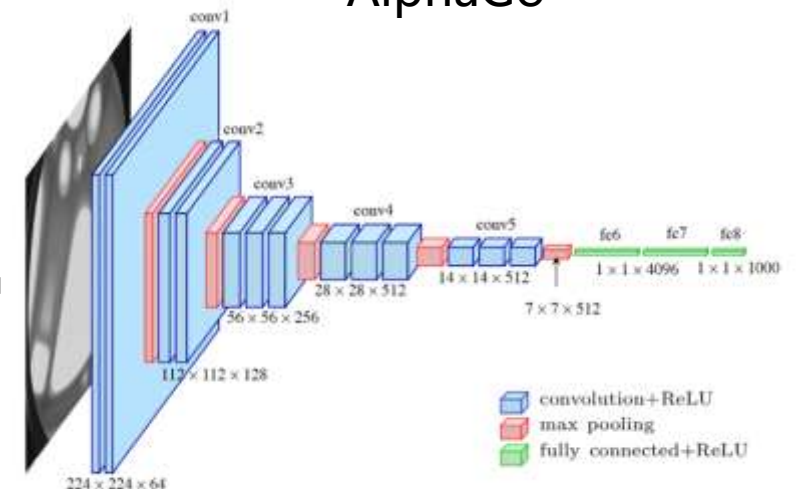 AlphaGo
conv1
conv2
conv3
conv4
conv5
fc6
fc7
fc8
1 × 1 × 4096
1 × 1 × 1000
14 × 14 × 512
28 × 28 × 512
7 × 7 × 512
56 × 56 × 256
112 × 112 × 128
224 × 224 × 64
convolution+ReLU
max pooling
fully connected+ReLU